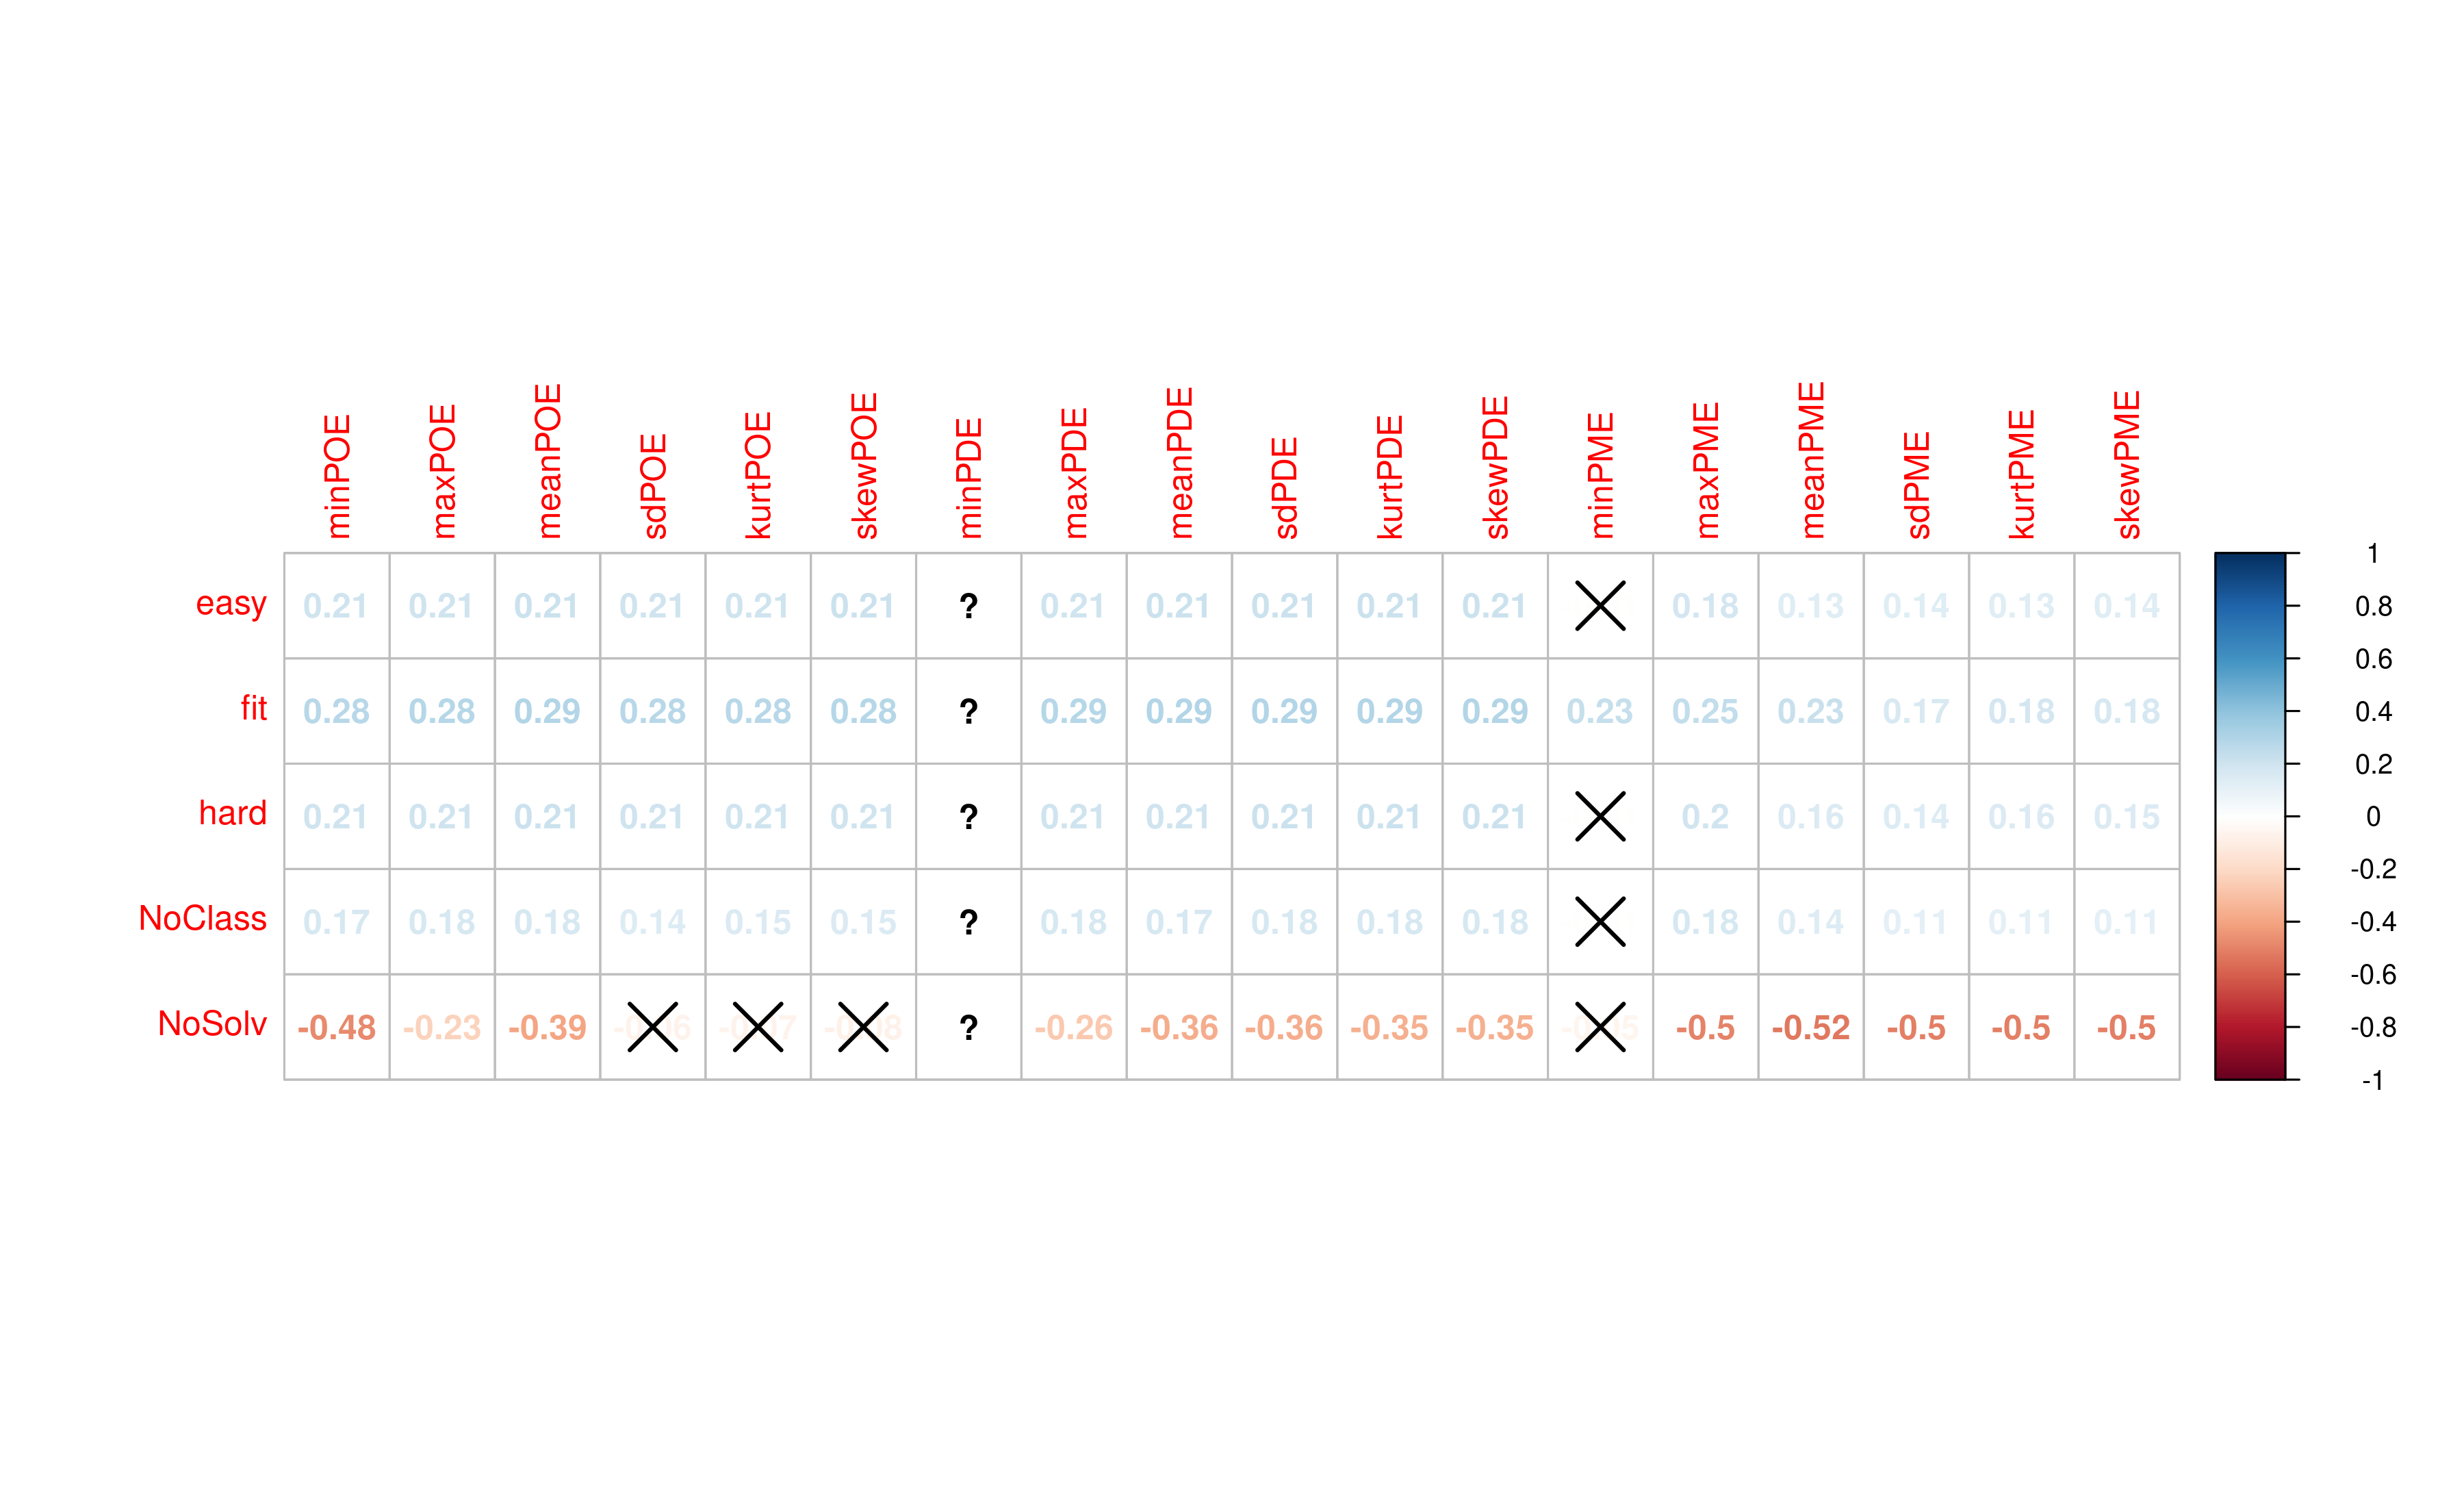 minPOE maxPOE meanPOE sdPOE kurtPOE skewPOE minPDE maxPDE meanPDE sdPDE kurtPDE skewPDE minPME maxPME meanPME sdPME kurtPME skewPME
easy 0.21 0.21 0.21 0.21 0.21 0.21 ? 0.21 0.21 0.21 0.21 0.21 0.18 0.13 0.14 0.13 0.14
fit 0.28 0.28 0.29 0.28 0.28 0.28 ? 0.29 0.29 0.29 0.29 0.29 0.23 0.25 0.23 0.17 0.18 0.18
hard 0.21 0.21 0.21 0.21 0.21 0.21 ? 0.21 0.21 0.21 0.21 0.21 0.2 0.16 0.14 0.16 0.15
NoClass 0.17 0.18 0.18 0.14 0.15 0.15 ? 0.18 0.17 0.18 0.18 0.18 0.18 0.14 0.11 0.11 0.11
NoSolv -0.48 -0.23 -0.39 ? -0.26 -0.36 -0.36 -0.35 -0.35 -0.5 -0.52 -0.5 -0.5 -0.5
1
0.8
0.6
0.4
0.2
0
-0.2
-0.4
-0.6
-0.8
-1